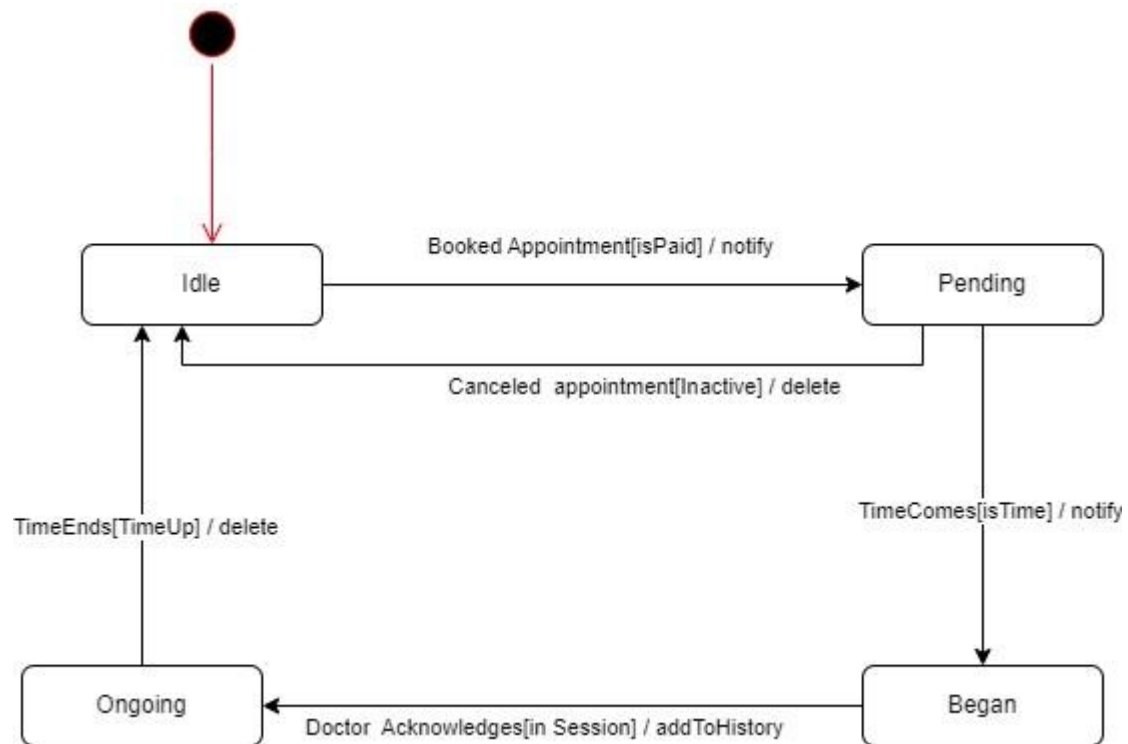 Booked Appointment[isPaid] / notify
Idle
Pending
Canceled  appointment[Inactive] / delete
TimeComes[isTime] / notify
TimeEnds[TimeUp] / delete
Ongoing
Began
Doctor  Acknowledges[in Session] / addToHistory